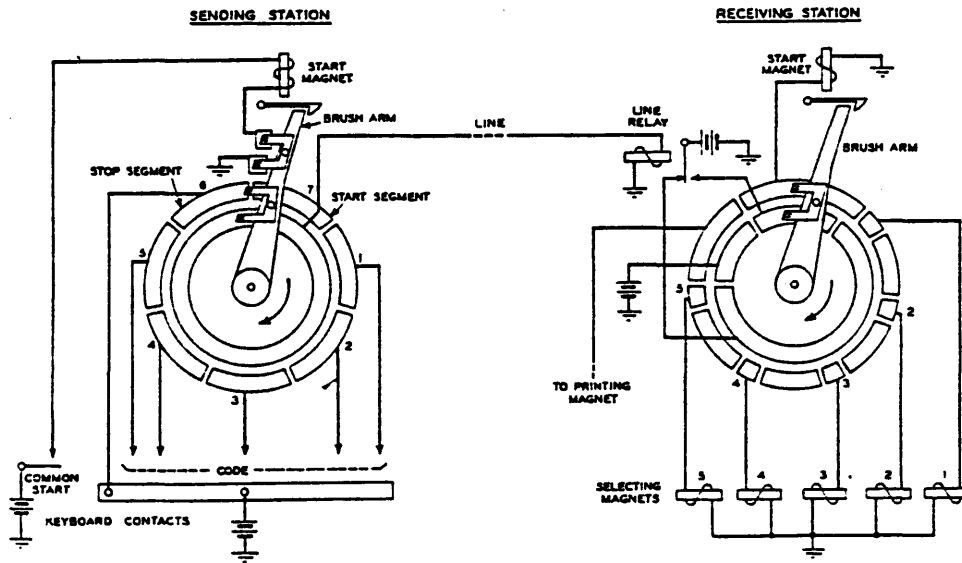 SENDING STATION
RECEIVING STATION
START
MAGNET
BRUSH ARM
STOP SEGMENT
6
7
START SEGMENT
LINE
LINE
RELAY
START
MAGNET
BRUSH ARM
5
1
4
2
3
5
2
4
3
TO PRINTING
MAGNET
CODE
COMMON
START
KEYBOARD CONTACTS
SELECTING
MAGNETS
5
4
3
2
1